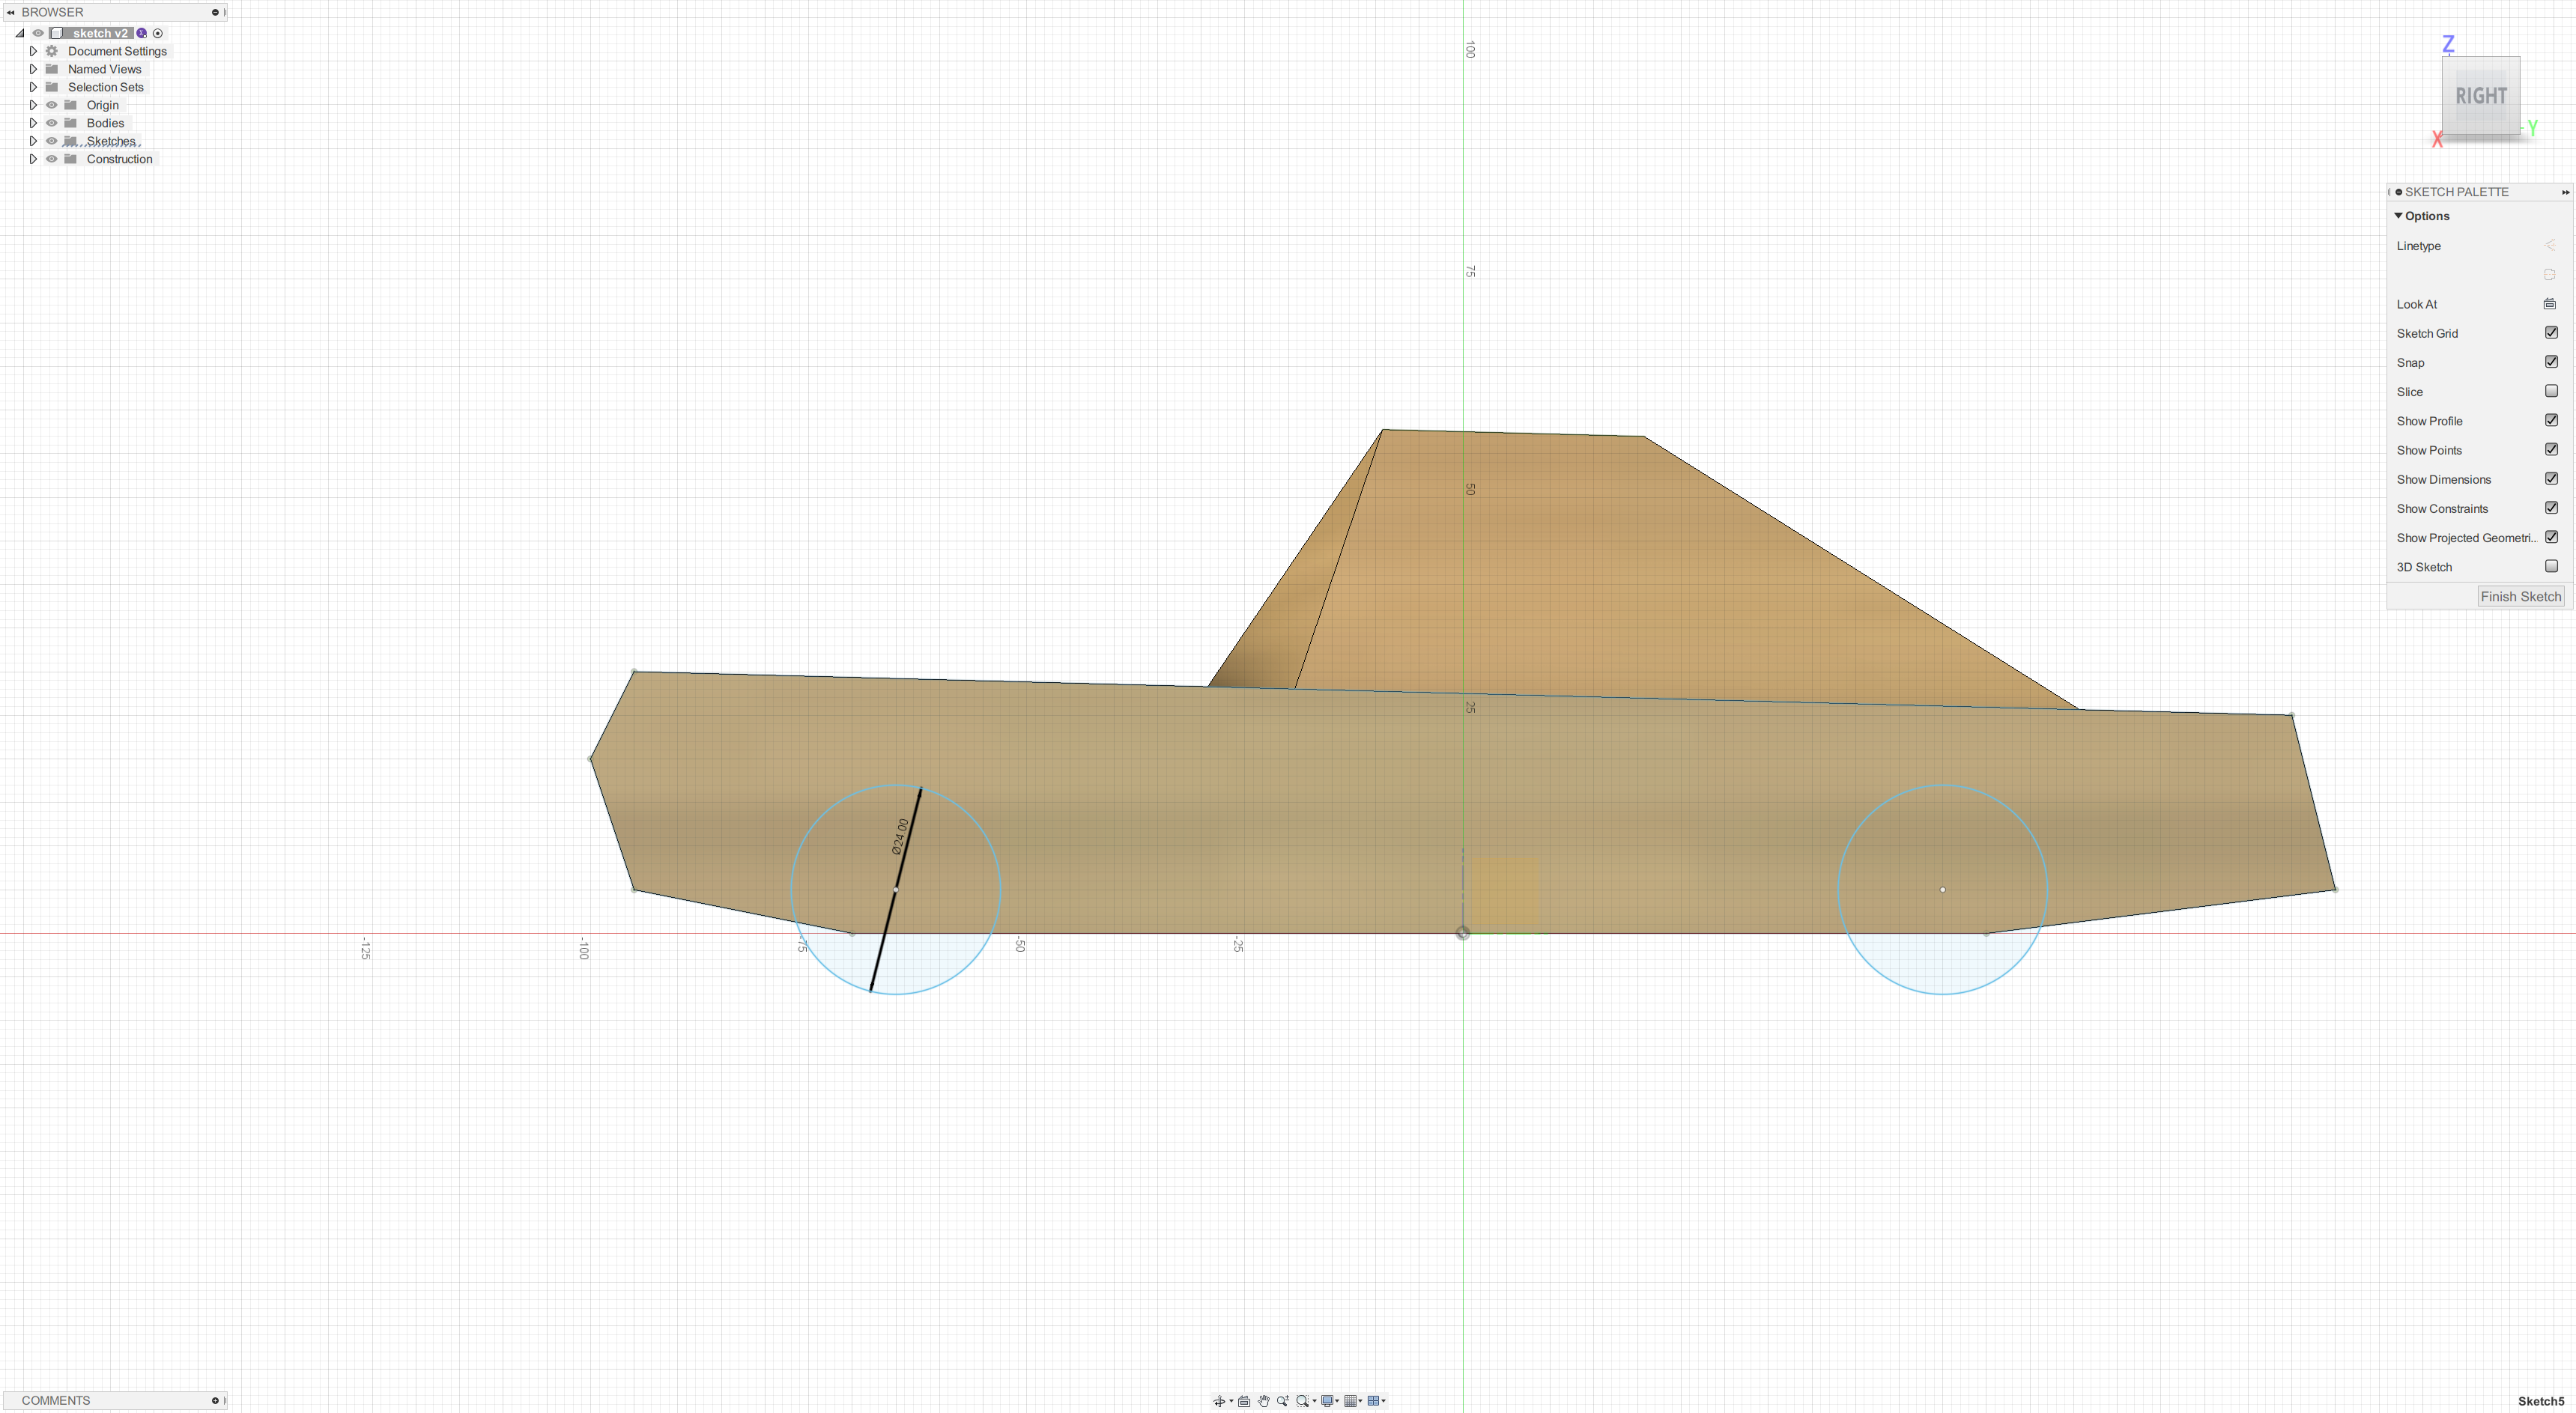 BROWSER
sketch v2
Document Settings
Named Views
Selection Sets
Origin
Bodies
Sketches
Construction
100
75
50
25
Z
RIGHT
X
Y
SKETCH PALETTE
Options
Linetype
Look At
Sketch Grid
Snap
Slice
Show Profile
Show Points
Show Dimensions
Show Constraints
Show Projected Geometri...
3D Sketch
Finish Sketch
Ø24.00
-125
-100
-75
-50
-25
COMMENTS
Sketch5